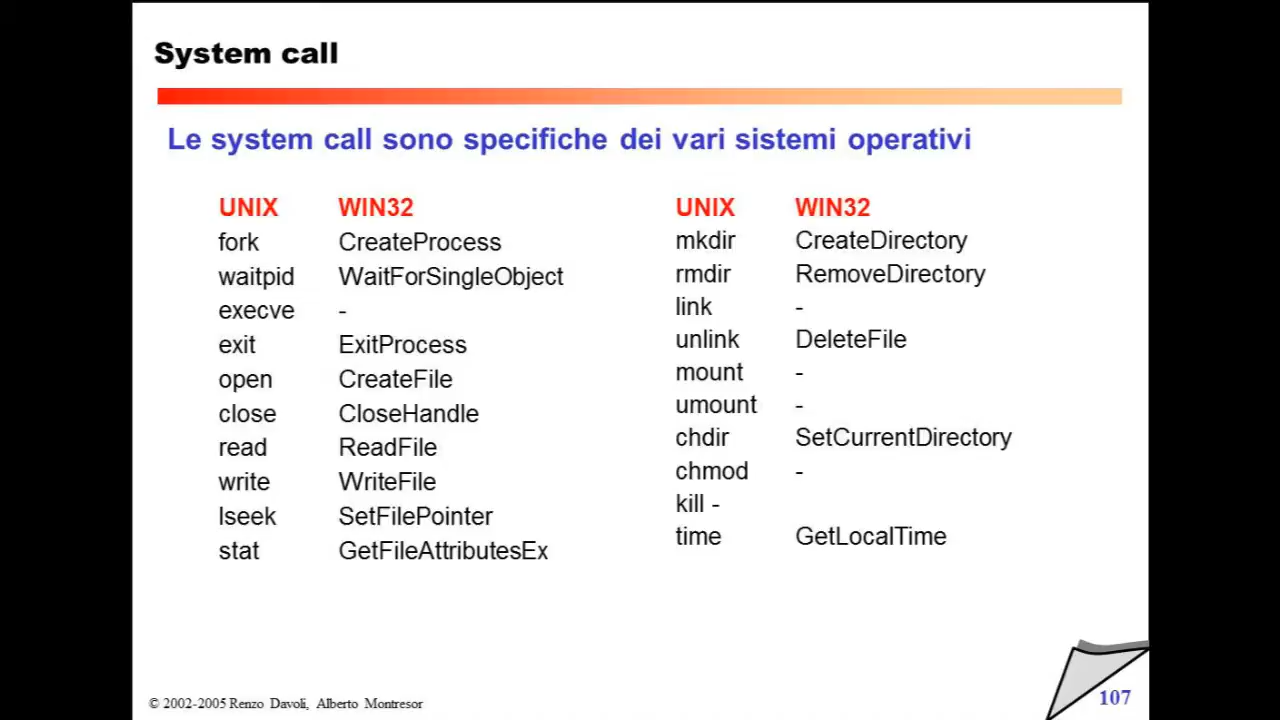 System call
Le system call sono specifiche dei vari sistemi operativi
UNIX WIN32
fork CreateProcess
waitpid WaitForSingleObject
execve -
exit ExitProcess
open CreateFile
close CloseHandle
read ReadFile
write WriteFile
lseek SetFilePointer
stat GetFileAttributesEx
UNIX WIN32
mkdir CreateDirectory
rmdir RemoveDirectory
link -
unlink DeleteFile
mount -
umount -
chdir SetCurrentDirectory
chmod -
kill -
time GetLocalTime
© 2002-2005 Renzo Davoli, Alberto Montresor
107